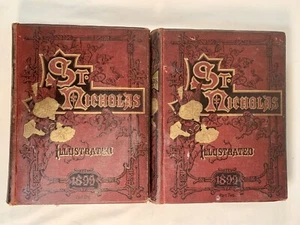 St.
Nicholas
Illustrated
1899
St.
Nicholas
Illustrated
1899